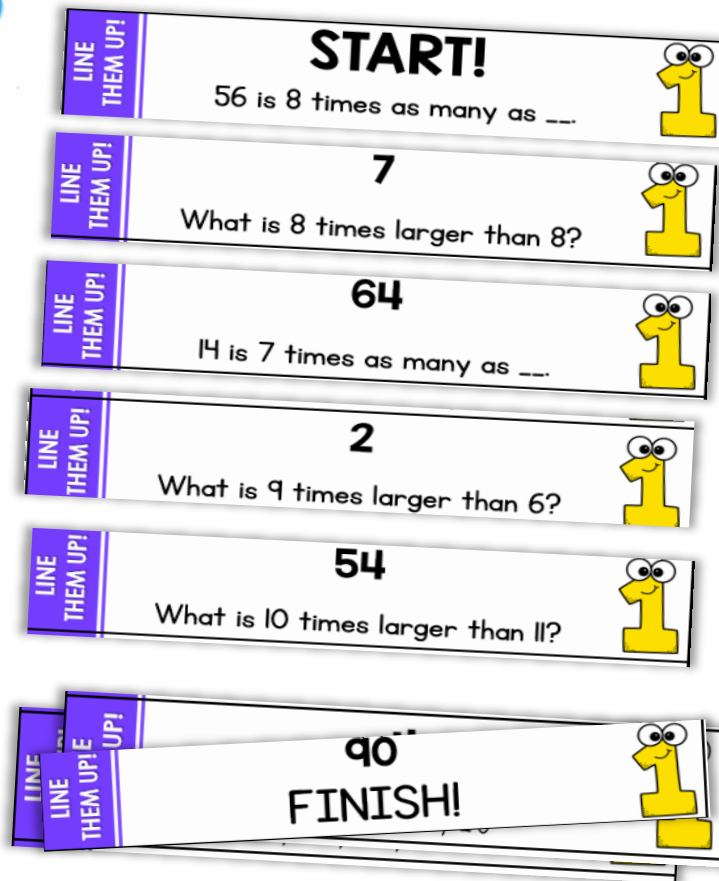 LINE
THEM UP!
START!
56 is 8 times as many as __.
LINE
THEM UP!
7
What is 8 times larger than 8?
LINE
THEM UP!
64
14 is 7 times as many as __.
LINE
THEM UP!
2
What is 9 times larger than 6?
LINE
THEM UP!
54
What is 10 times larger than 11?
LINE
UP!
LINE
THEM UP!
90
FINISH!